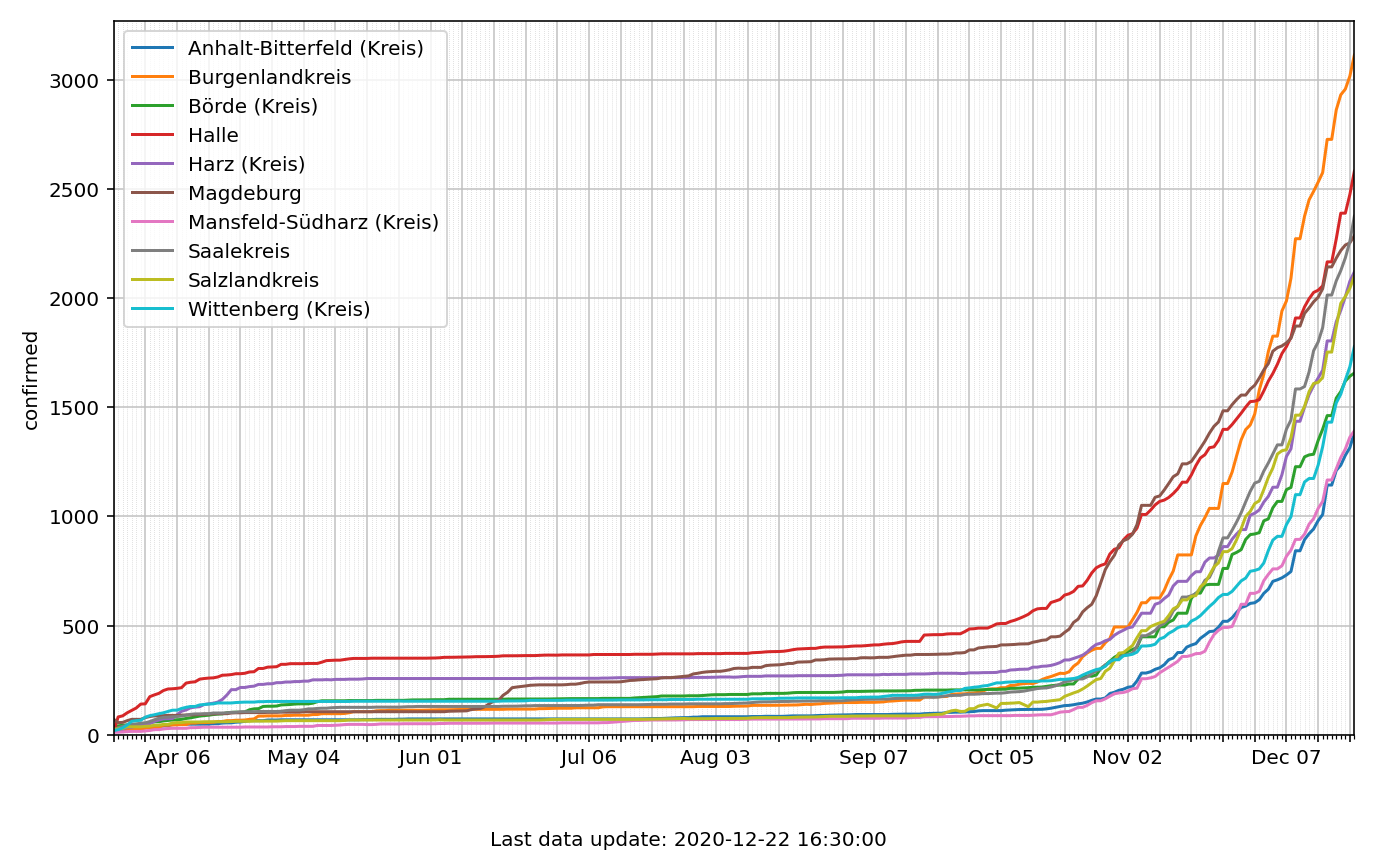 Anhalt-Bitterfeld (Kreis)
Burgenlandkreis
Börde (Kreis)
Halle
Harz (Kreis)
Magdeburg
Mansfeld-Südharz (Kreis)
Saalekreis
Salzlandkreis
Wittenberg (Kreis)
confirmed
3000
2500
2000
1500
1000
500
0
Apr 06 May 04 Jun 01 Jul 06 Aug 03 Sep 07 Oct 05 Nov 02 Dec 07
Last data update: 2020-12-22 16:30:00